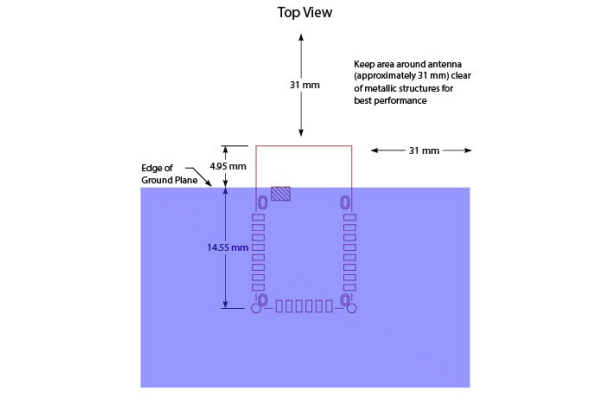 Top View
31 mm
Keep area around antenna
(approximately 31 mm) clear
of metallic structures for
best performance
31 mm
4.95 mm
Edge of
Ground Plane
14.55 mm